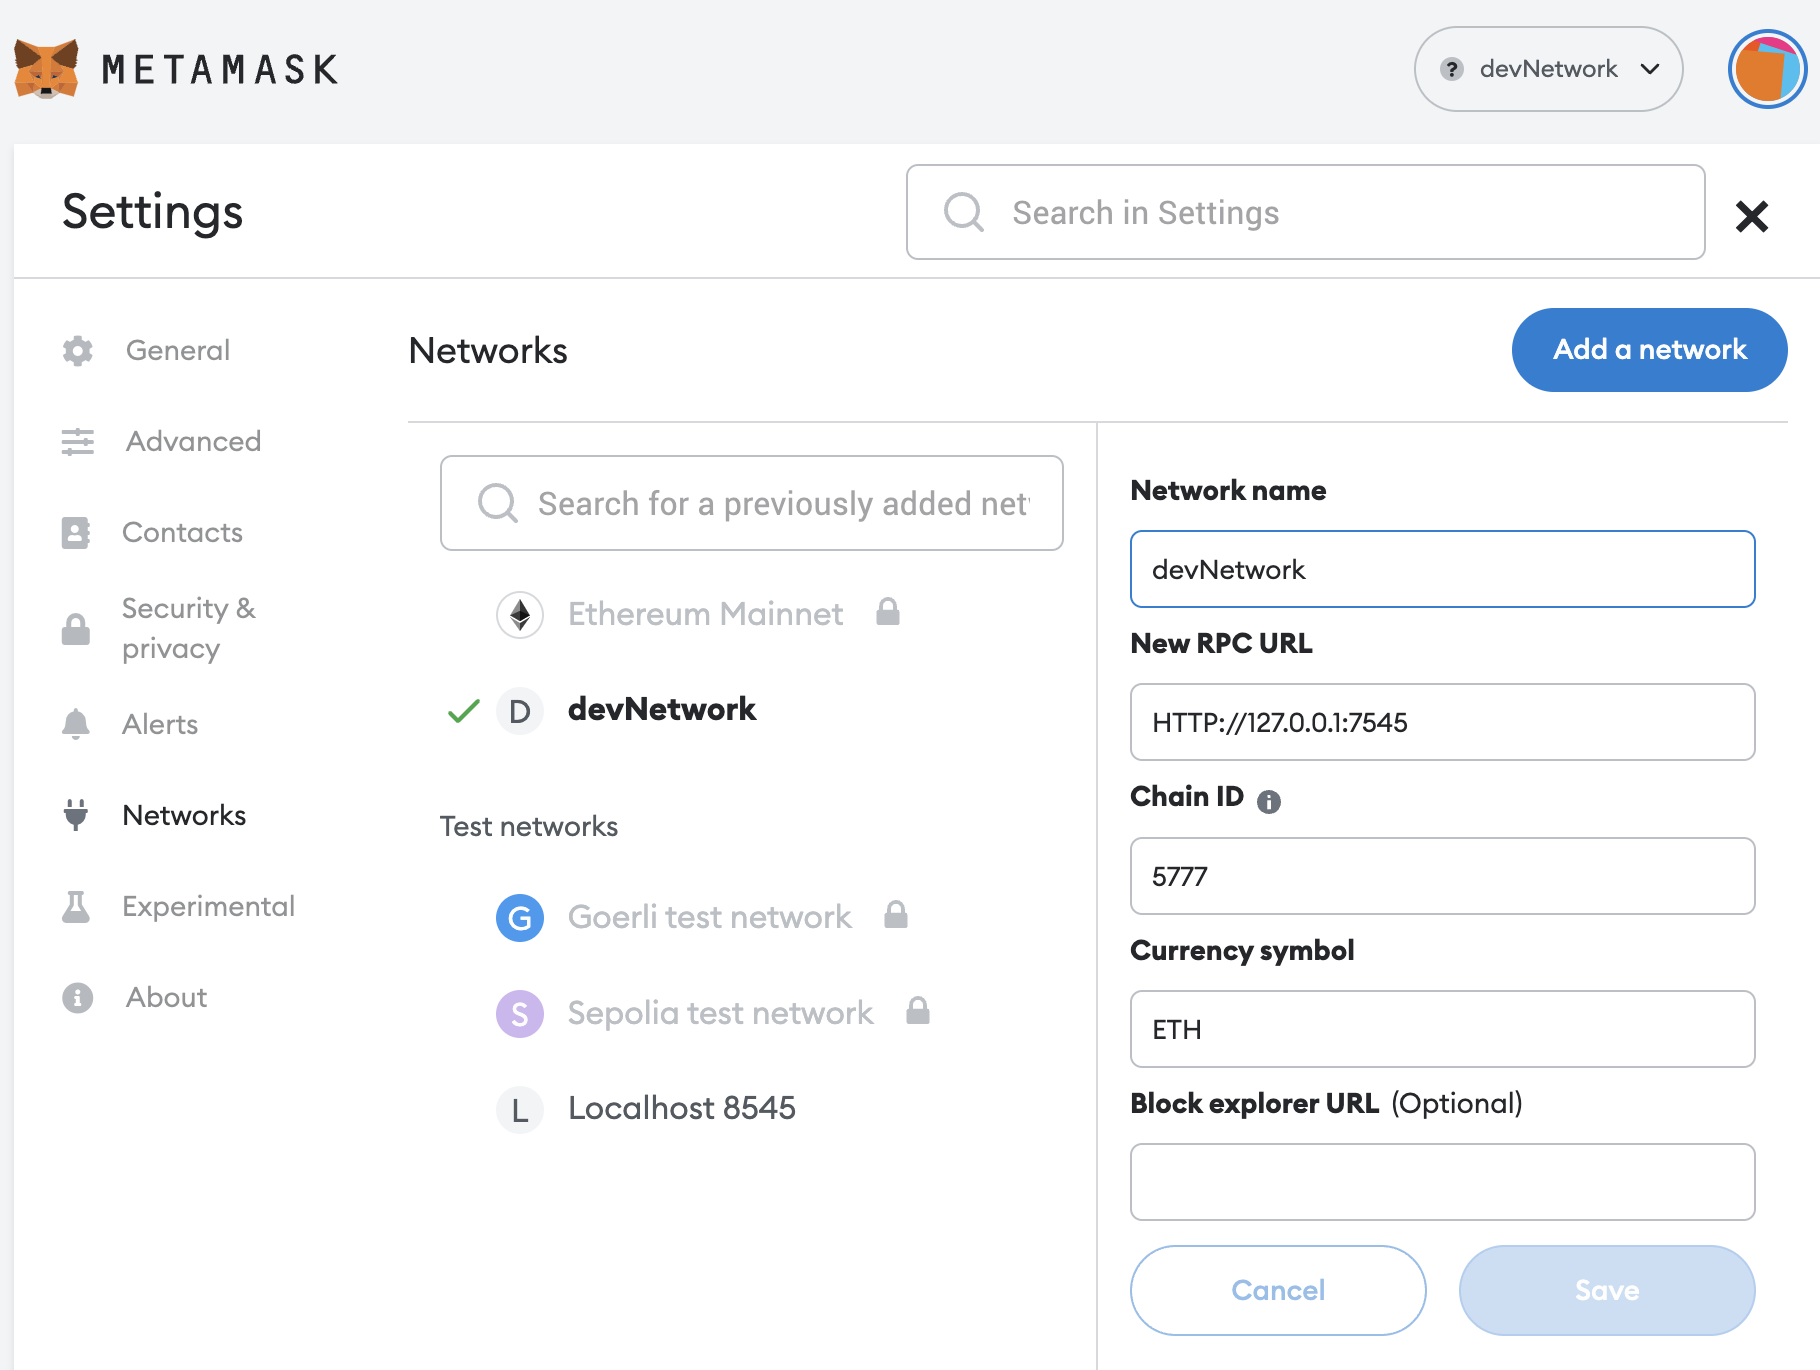 METAMASK
? devNetwork
Settings
Search in Settings
General
Advanced
Contacts
Security &
privacy
Alerts
Networks
Experimental
About
Networks
Add a network
Search for a previously added net
Ethereum Mainnet
D devNetwork
Test networks
G Goerli test network
S Sepolia test network
L Localhost 8545
Network name
devNetwork
New RPC URL
HTTP://127.0.0.1:7545
Chain ID
5777
Currency symbol
ETH
Block explorer URL (Optional)
Cancel
Save